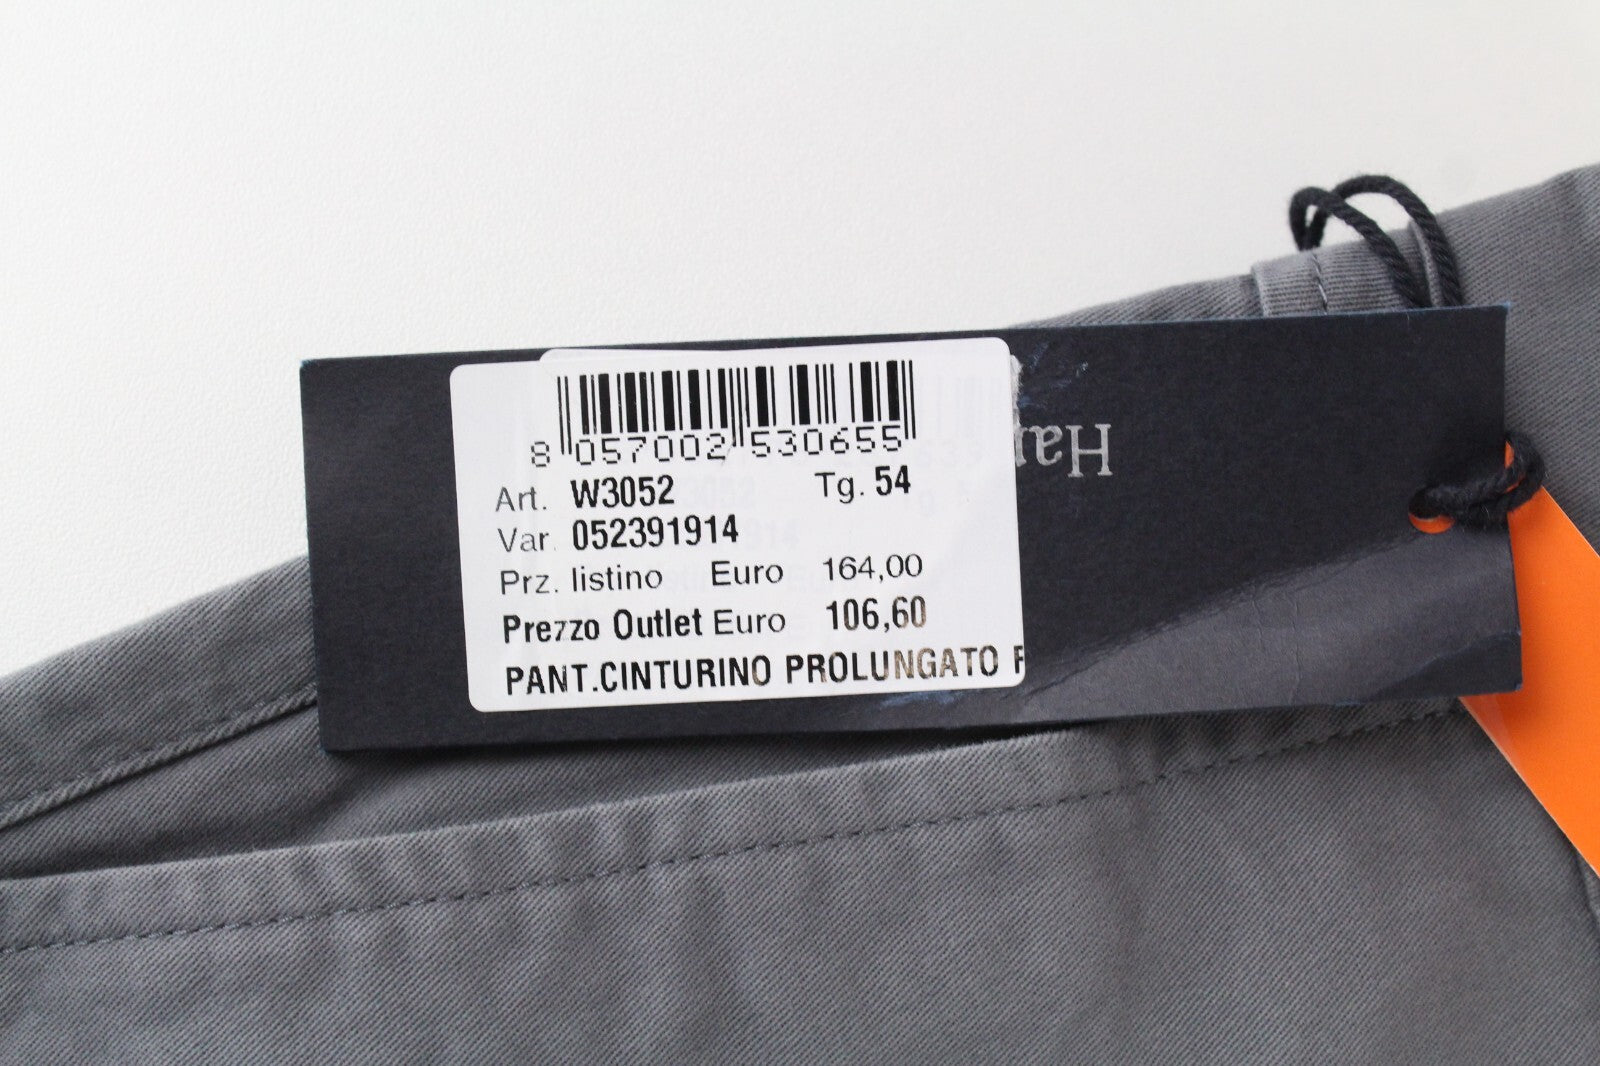 8 057002 530655
Art. W3052 Tg. 54
Var. 052391914
Prz. listino Euro 164,00
Prezzo Outlet Euro 106,60
PANT.CINTURINO PROLUNGATO
Har